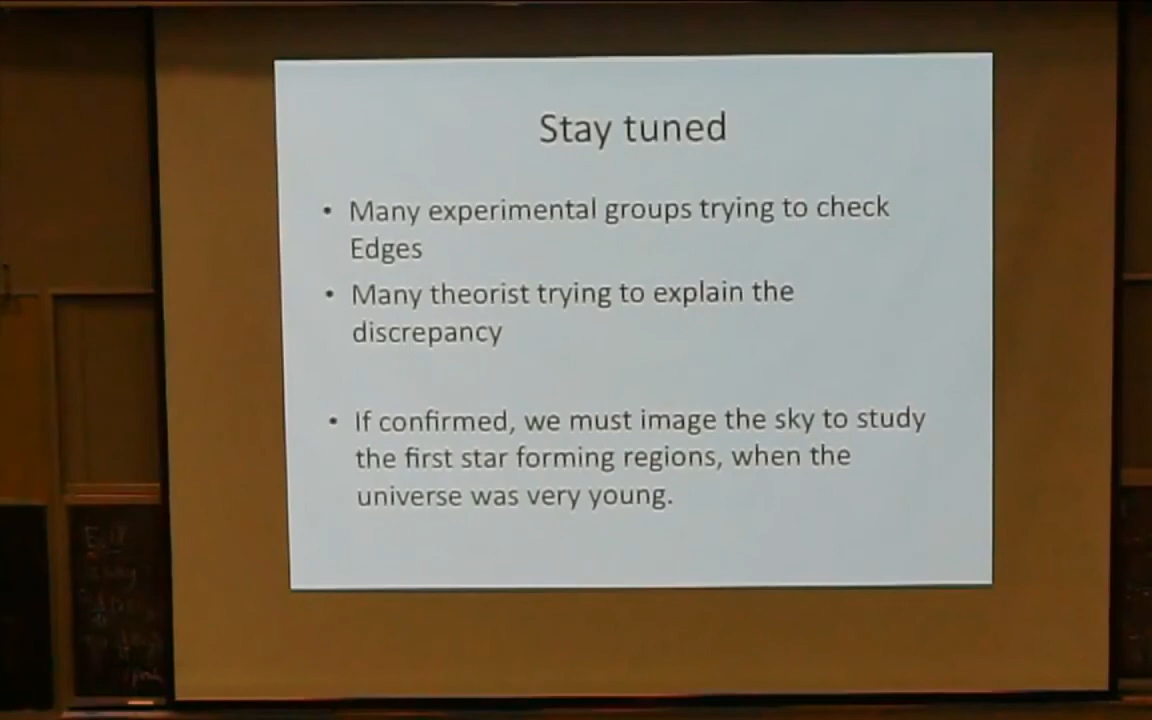 Stay tuned
• Many experimental groups trying to check
Edges
• Many theorist trying to explain the
discrepancy
• If confirmed, we must image the sky to study
the first star forming regions, when the
universe was very young.